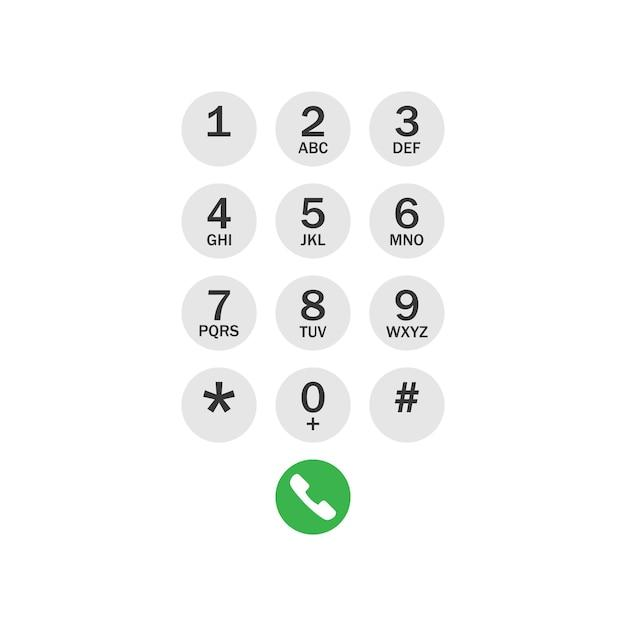 1 2 3
ABC DEF
4 5 6
GHI JKL MNO
7 8 9
PQRS TUV WXYZ
* 0 #
+